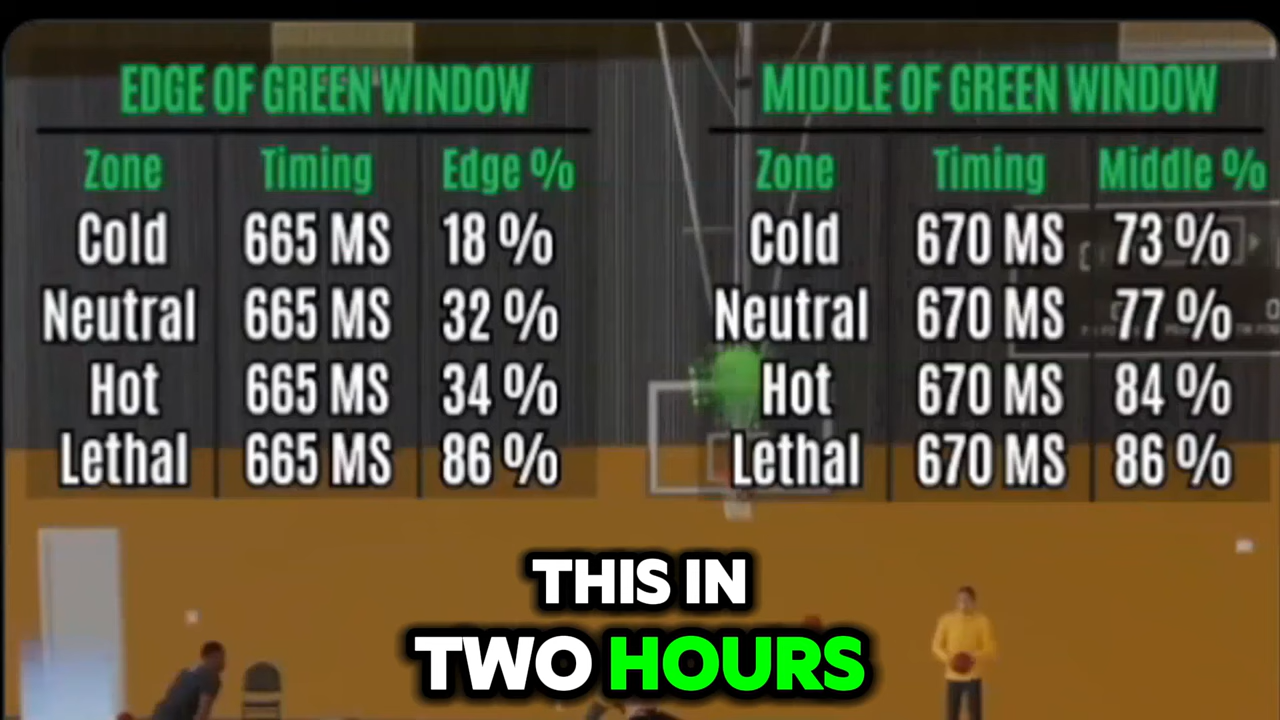 EDGE OF GREEN WINDOW
Zone Timing Edge %
Cold 665 MS 18 %
Neutral 665 MS 32 %
Hot 665 MS 34 %
Lethal 665 MS 86 %
MIDDLE OF GREEN WINDOW
Zone Timing Middle %
Cold 670 MS 73 %
Neutral 670 MS 77 %
Hot 670 MS 84 %
Lethal 670 MS 86 %
THIS IN
TWO HOURS